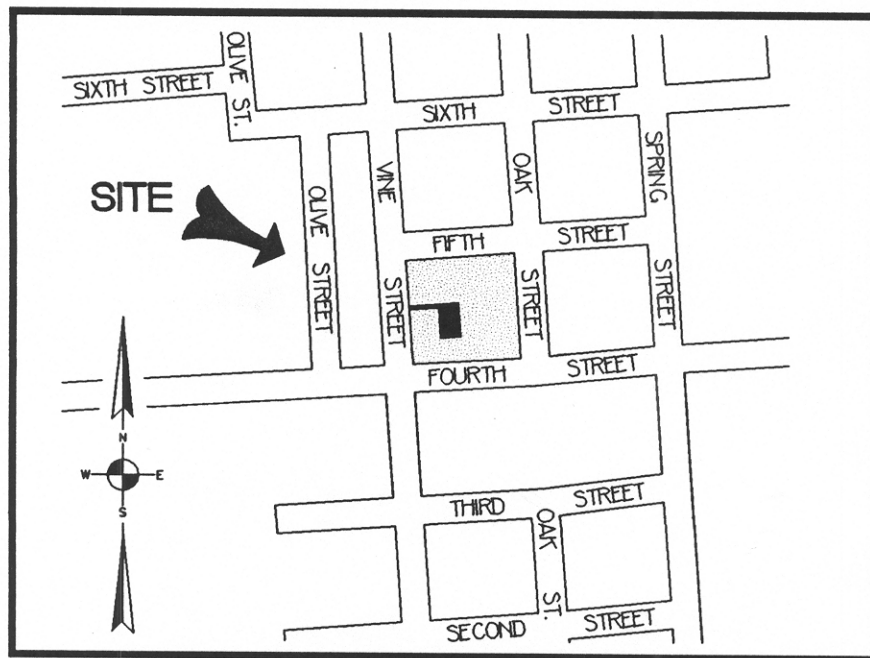 OLIVE ST.
SIXTH STREET
SIXTH STREET
SITE
OLIVE STREET
VINE STREET
OAK STREET
SPRING STREET
FIFTH STREET
FOURTH STREET
N
W E
S
THIRD STREET
OAK ST.
SECOND STREET